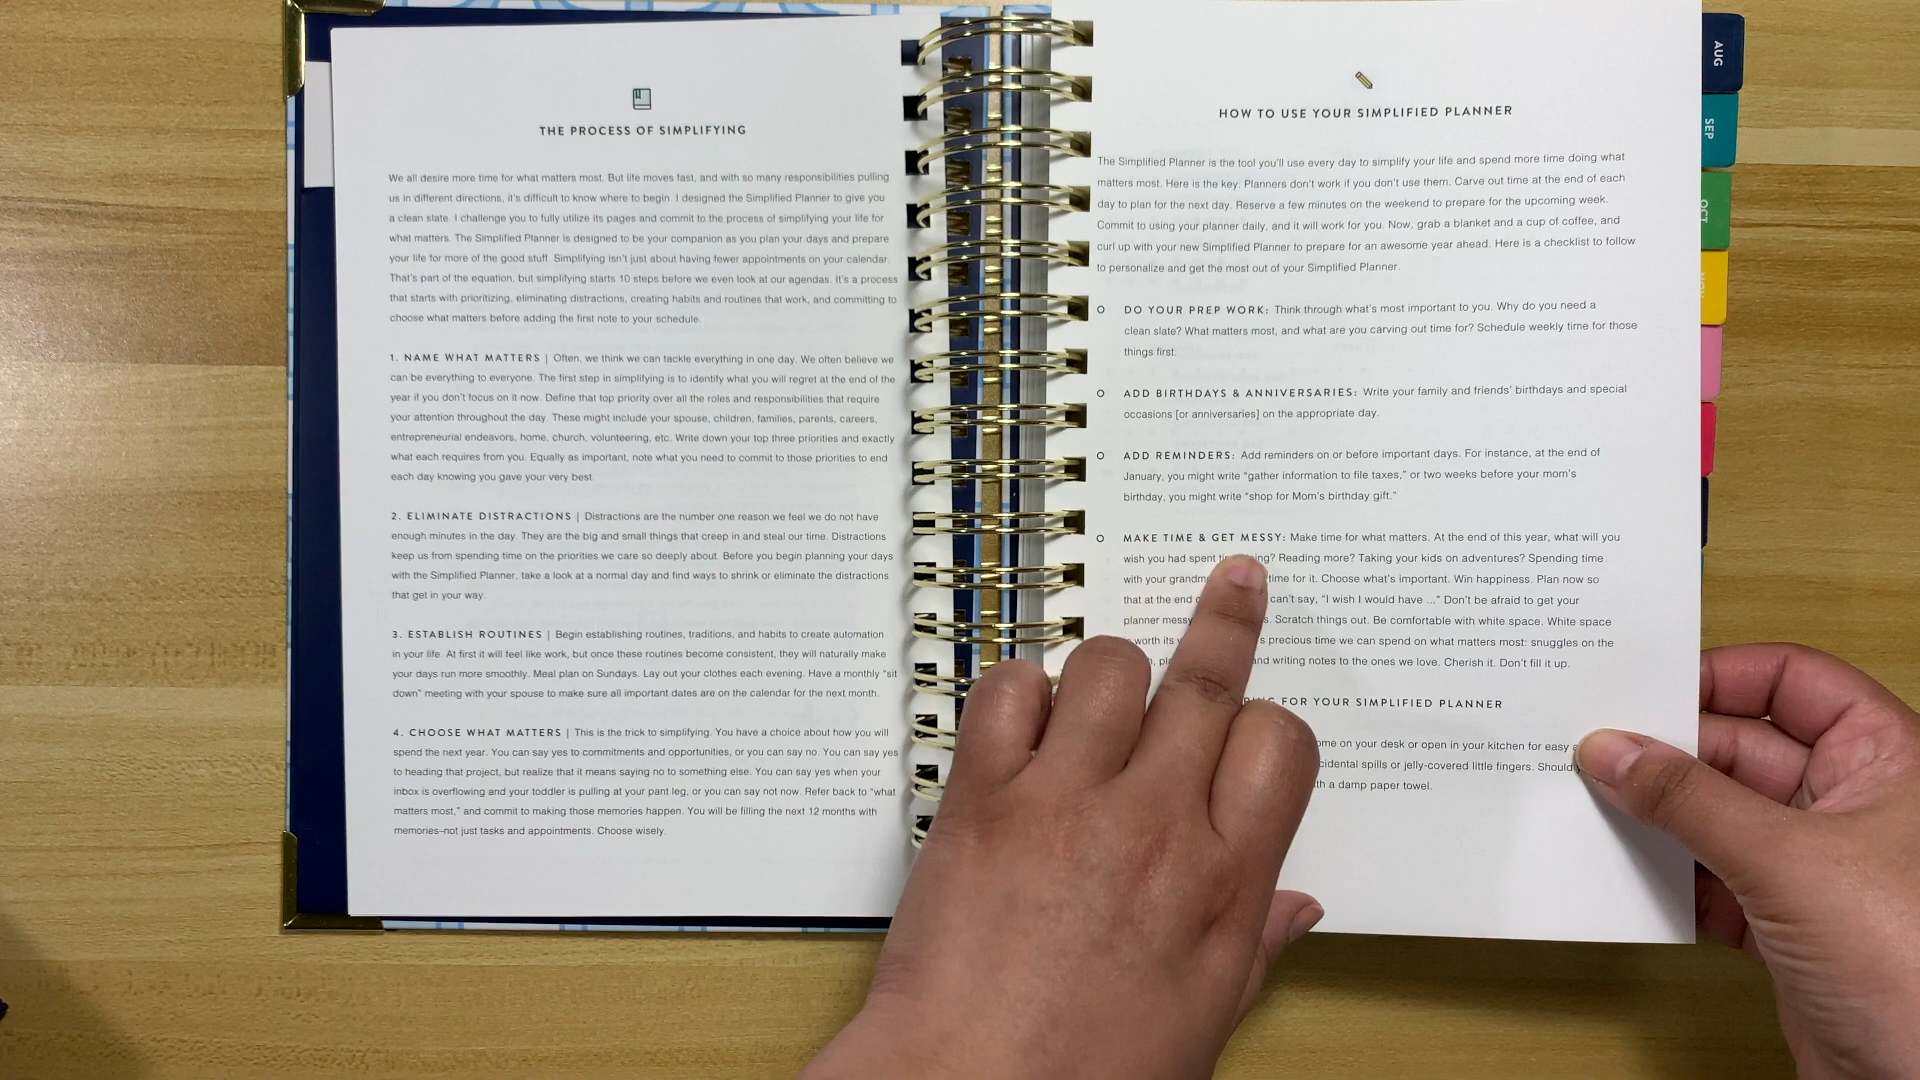 THE PROCESS OF SIMPLIFYING
We all desire more time for what matters most. But life moves fast, and with so many responsibilities pulling
us in different directions, it's difficult to know where to begin. I designed the Simplified Planner to give you
a clean slate. I challenge you to fully utilize its pages and commit to the process of simplifying your life for
what matters. The Simplified Planner is designed to be your companion as you plan your days and prepare
your life for more of the good stuff. Simplifying isn't just about having fewer appointments on your calendar.
That's part of the equation, but simplifying starts 10 steps before we even look at our agendas. It's a process
that starts with prioritizing, eliminating distractions, creating habits and routines that work, and committing to
choose what matters before adding the first note to your schedule.
1. NAME WHAT MATTERS | Often, we think we can tackle everything in one day. We often believe we
can be everything to everyone. The first step in simplifying is to identify what you will regret at the end of the
year if you don't focus on it now. Define that top priority over all the roles and responsibilities that require
your attention throughout the day. These might include your spouse, children, families, parents, careers,
entrepreneurial endeavors, home, church, volunteering, etc. Write down your top three priorities and exactly
what each requires from you. Equally as important, note what you need to commit to those priorities to end
each day knowing you gave your very best.
2. ELIMINATE DISTRACTIONS | Distractions are the number one reason we feel we do not have
enough minutes in the day. They are the big and small things that creep in and steal our time. Distractions
keep us from spending time on the priorities we care so deeply about. Before you begin planning your days
with the Simplified Planner, take a look at a normal day and find ways to shrink or eliminate the distractions
that get in your way.
3. ESTABLISH ROUTINES | Begin establishing routines, traditions, and habits to create automation
in your life. At first it will feel like work, but once these routines become consistent, they will naturally make
your days run more smoothly. Meal plan on Sundays. Lay out your clothes each evening. Have a monthly "sit
down" meeting with your spouse to make sure all important dates are on the calendar for the next month.
4. CHOOSE WHAT MATTERS | This is the trick to simplifying. You have a choice about how you will
spend the next year. You can say yes to commitments and opportunities, or you can say no. You can say yes
to heading that project, but realize that it means saying no to something else. You can say yes when your
inbox is overflowing and your toddler is pulling at your pant leg, or you can say not now. Refer back to "what
matters most," and commit to making those memories happen. You will be filling the next 12 months with
memories–not just tasks and appointments. Choose wisely.
HOW TO USE YOUR SIMPLIFIED PLANNER
The Simplified Planner is the tool you'll use every day to simplify your life and spend more time doing what
matters most. Here is the key: Planners don't work if you don't use them. Carve out time at the end of each
day to plan for the next day. Reserve a few minutes on the weekend to prepare for the upcoming week.
Commit to using your planner daily, and it will work for you. Now, grab a blanket and a cup of coffee, and
curl up with your new Simplified Planner to prepare for an awesome year ahead. Here is a checklist to follow
to personalize and get the most out of your Simplified Planner.
DO YOUR PREP WORK: Think through what's most important to you. Why do you need a
clean slate? What matters most, and what are you carving out time for? Schedule weekly time for those
things first.
ADD BIRTHDAYS & ANNIVERSARIES: Write your family and friends' birthdays and special
occasions [or anniversaries] on the appropriate day.
ADD REMINDERS: Add reminders on or before important days. For instance, at the end of
January, you might write "gather information to file taxes," or two weeks before your mom's
birthday, you might write "shop for Mom's birthday gift."
MAKE TIME & GET MESSY: Make time for what matters. At the end of this year, what will you
wish you had spent Reading more? Taking your kids on adventures? Spending time
with your time for it. Choose what's important. Win happiness. Plan now so
that at the end can't say, "I wish I would have ..." Don't be afraid to get your
planner messy Scratch things out. Be comfortable with white space. White space
worth its precious time we can spend on what matters most: snuggles on the
and writing notes to the ones we love. Cherish it. Don't fill it up.
FOR YOUR SIMPLIFIED PLANNER
on your desk or open in your kitchen for easy
spills or jelly-covered little fingers. Should
a damp paper towel.
AUG
SEP
OCT
NOV